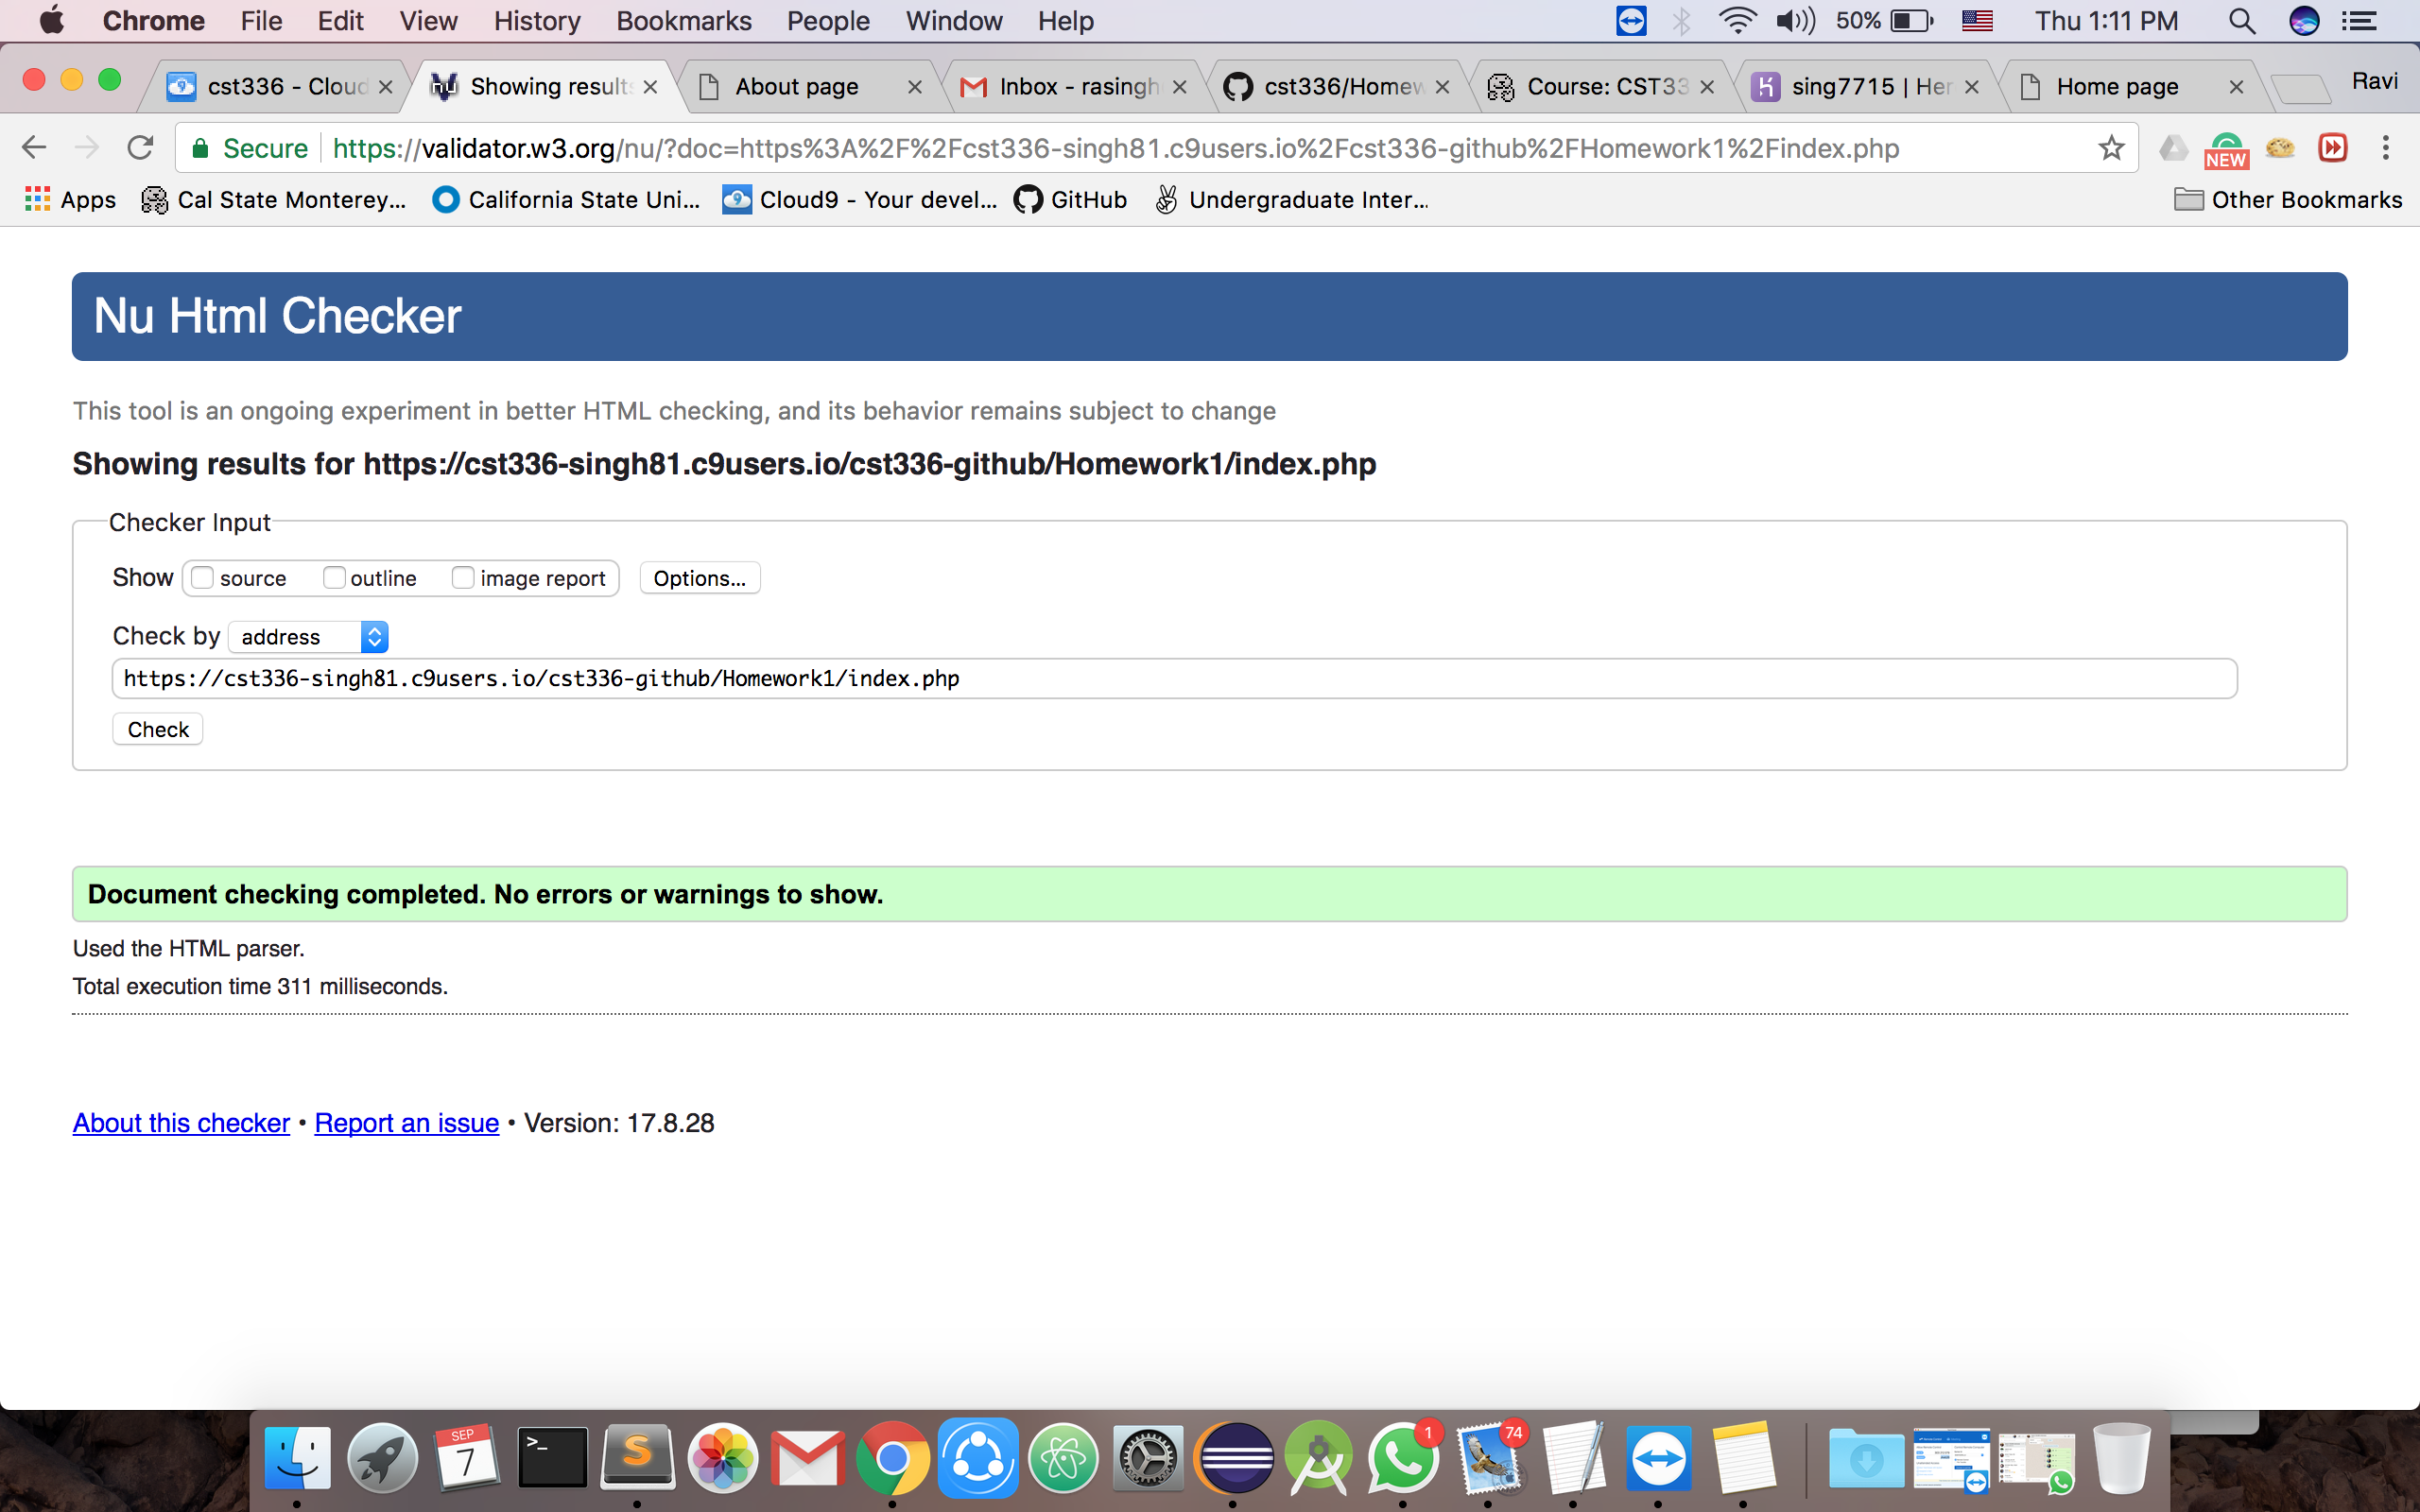 Chrome File Edit View History Bookmarks People Window Help 50% Thu 1:11 PM
cst336 - Cloud Showing results About page Inbox - rasingh cst336/Homew Course: CST33 sing7715 | Her Home page Ravi
Secure https://validator.w3.org/nu/?doc=https%3A%2F%2Fcst336-singh81.c9users.io%2Fcst336-github%2FHomework1%2Findex.php NEW
Apps Cal State Monterey... California State Uni... Cloud9 - Your devel... GitHub Undergraduate Inter... Other Bookmarks
Nu Html Checker
This tool is an ongoing experiment in better HTML checking, and its behavior remains subject to change
Showing results for https://cst336-singh81.c9users.io/cst336-github/Homework1/index.php
Checker Input
Show source outline image report Options...
Check by address
https://cst336-singh81.c9users.io/cst336-github/Homework1/index.php
Check
Document checking completed. No errors or warnings to show.
Used the HTML parser.
Total execution time 311 milliseconds.
About this checker • Report an issue • Version: 17.8.28
SEP
7
>_
S
1
74